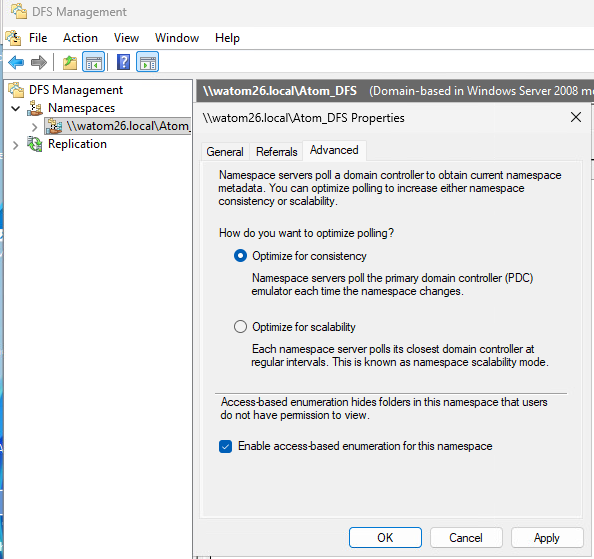 DFS Management
File Action View Window Help
DFS Management
Namespaces
\\watom26.local\Atom_
Replication
\\watom26.local\Atom_DFS (Domain-based in Windows Server 2008 mo
\\watom26.local\Atom_DFS Properties
General Referrals Advanced
Namespace servers poll a domain controller to obtain current namespace
metadata. You can optimize polling to increase either namespace
consistency or scalability.
How do you want to optimize polling?
Optimize for consistency
Namespace servers poll the primary domain controller (PDC)
emulator each time the namespace changes.
Optimize for scalability
Each namespace server polls its closest domain controller at
regular intervals. This is known as namespace scalability mode.
Access-based enumeration hides folders in this namespace that users
do not have permission to view.
Enable access-based enumeration for this namespace
OK Cancel Apply